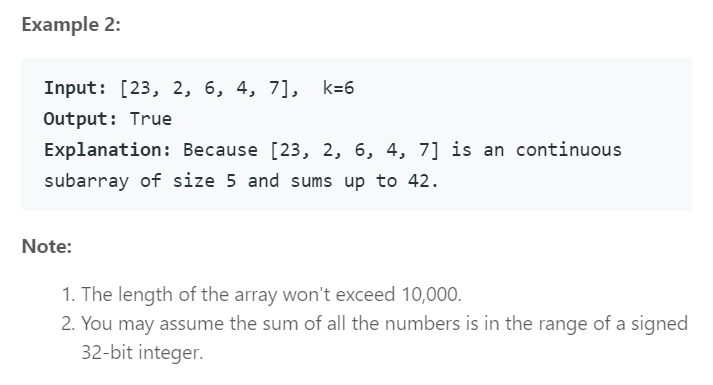 Example 2:
Input: [23, 2, 6, 4, 7],  k=6
Output: True
Explanation: Because [23, 2, 6, 4, 7] is an continuous
subarray of size 5 and sums up to 42.
Note:
1. The length of the array won't exceed 10,000.
2. You may assume the sum of all the numbers is in the range of a signed
32-bit integer.